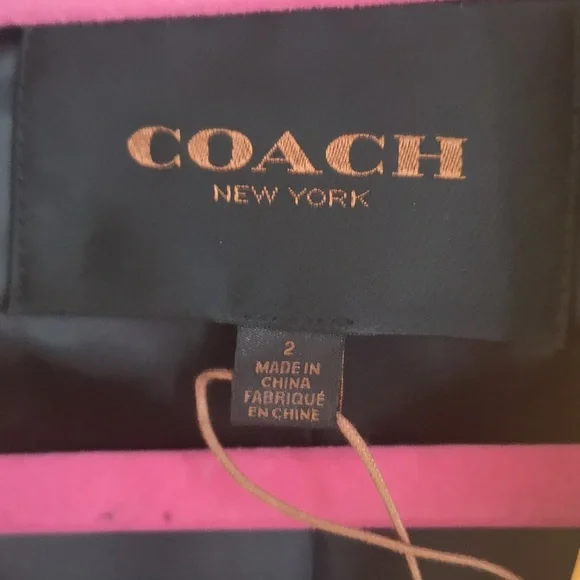 COACH
NEW YORK
2
MADE IN
CHINA
FABRIQUÉ
EN CHINE